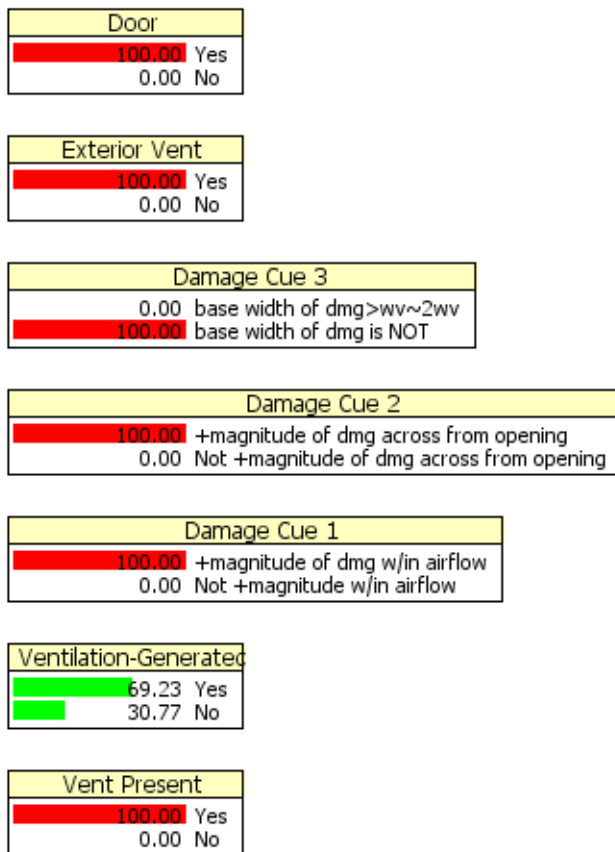 Door
100.00 Yes
0.00 No
Exterior Vent
100.00 Yes
0.00 No
Damage Cue 3
0.00 base width of dmg>wv~2wv
100.00 base width of dmg is NOT
Damage Cue 2
100.00 +magnitude of dmg across from opening
0.00 Not +magnitude of dmg across from opening
Damage Cue 1
100.00 +magnitude of dmg w/in airflow
0.00 Not +magnitude w/in airflow
Ventilation-Generated
69.23 Yes
30.77 No
Vent Present
100.00 Yes
0.00 No